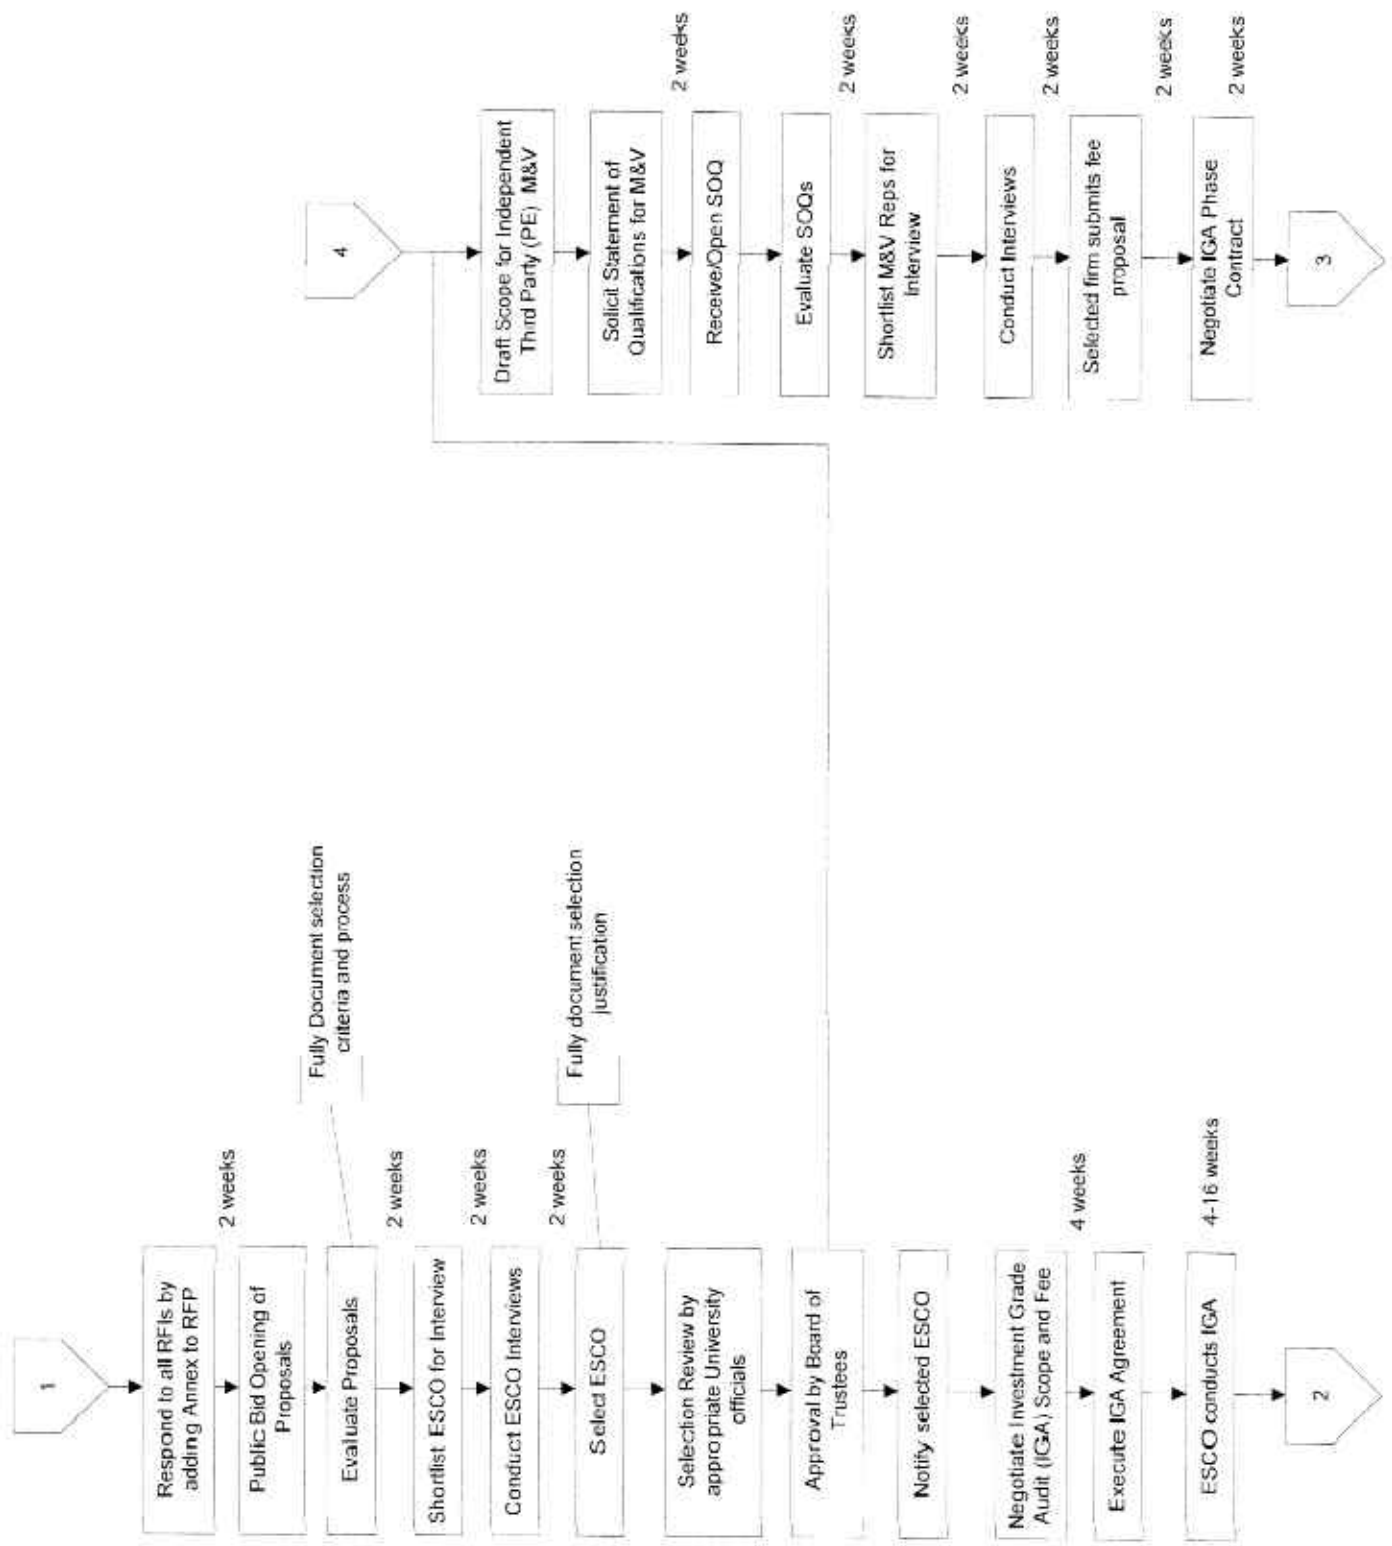 1
Respond to all RFIs by
adding Annex to RFP
2 weeks
Public Bid Opening of
Proposals
Fully Document selection
criteria and process
Evaluate Proposals
2 weeks
Shortlist ESCO for Interview
2 weeks
Conduct ESCO Interviews
2 weeks
Fully document selection
justification
Select ESCO
Selection Review by
appropriate University
officials
Approval by Board of
Trustees
Notify selected ESCO
Negotiate Investment Grade
Audit (IGA) Scope and Fee
4 weeks
Execute IGA Agreement
4-16 weeks
ESCO conducts IGA
2
4
Draft Scope for Independent
Third Party (PE) M&V
Solicit Statement of
Qualifications for M&V
2 weeks
Receive/Open SOQ
Evaluate SOQs
2 weeks
Shortlist M&V Reps for
Interview
2 weeks
Conduct Interviews
2 weeks
Selected firm submits fee
proposal
2 weeks
Negotiate IGA Phase
Contract
2 weeks
3